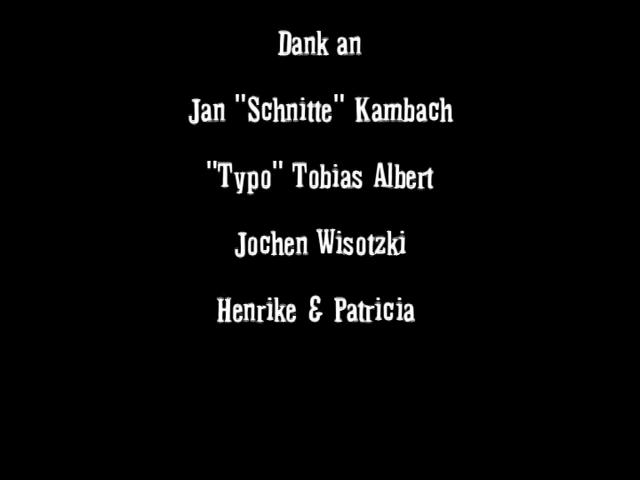 Dank an
Jan "Schnitte" Kambach
"Typo" Tobias Albert
Jochen Wisotzki
Henrike & Patricia